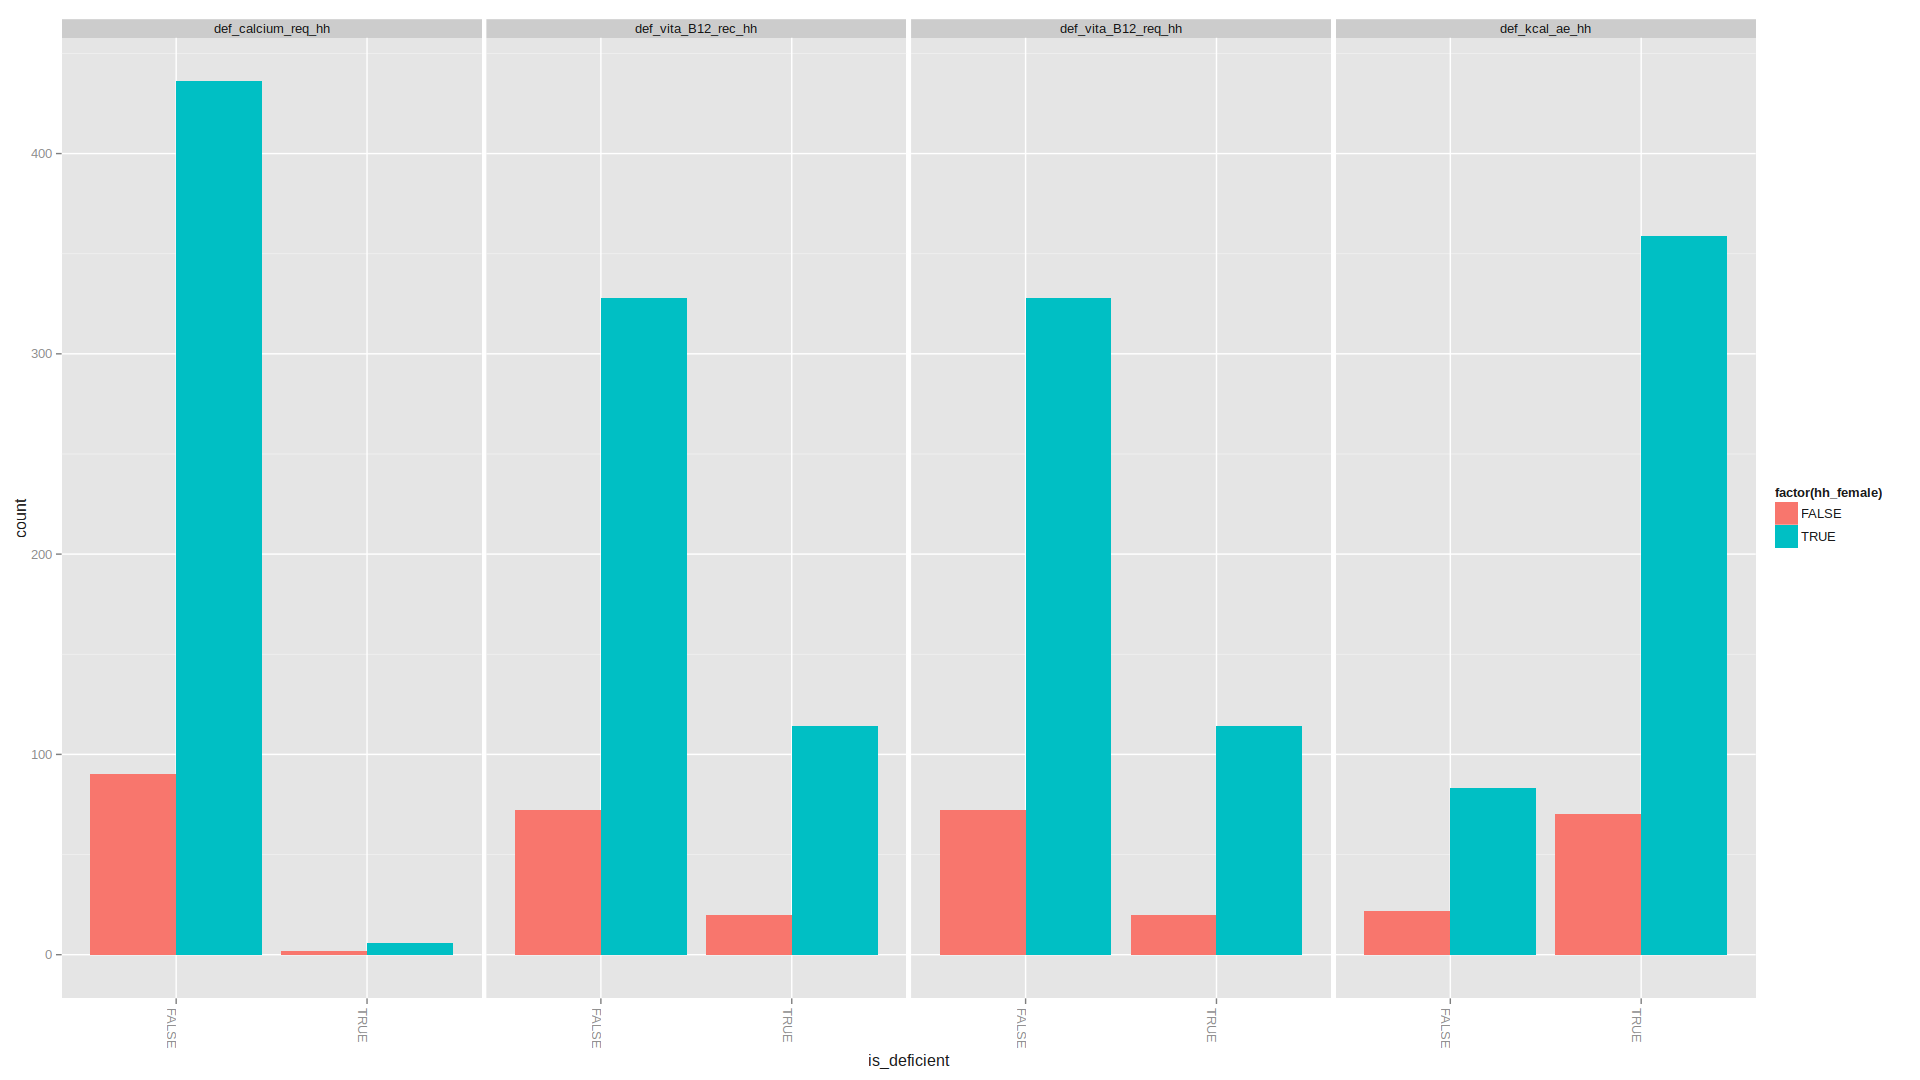 def_calcium_req_hh
def_vita_B12_rec_hh
def_vita_B12_req_hh
def_kcal_ae_hh
400
300
200
100
0
count
FALSE
TRUE
FALSE
TRUE
FALSE
TRUE
FALSE
TRUE
is_deficient
factor(hh_female)
FALSE
TRUE